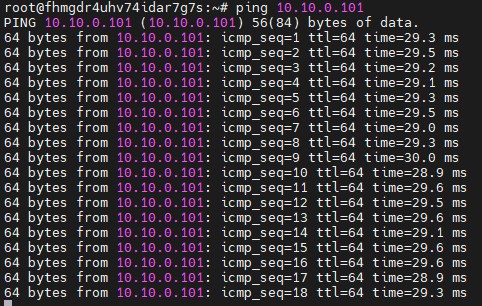 root@fhmgdr4uhv74idar7g7s:~# ping 10.10.0.101
PING 10.10.0.101 (10.10.0.101) 56(84) bytes of data.
64 bytes from 10.10.0.101: icmp_seq=1 ttl=64 time=29.3 ms
64 bytes from 10.10.0.101: icmp_seq=2 ttl=64 time=29.5 ms
64 bytes from 10.10.0.101: icmp_seq=3 ttl=64 time=29.2 ms
64 bytes from 10.10.0.101: icmp_seq=4 ttl=64 time=29.1 ms
64 bytes from 10.10.0.101: icmp_seq=5 ttl=64 time=29.3 ms
64 bytes from 10.10.0.101: icmp_seq=6 ttl=64 time=29.5 ms
64 bytes from 10.10.0.101: icmp_seq=7 ttl=64 time=29.0 ms
64 bytes from 10.10.0.101: icmp_seq=8 ttl=64 time=29.3 ms
64 bytes from 10.10.0.101: icmp_seq=9 ttl=64 time=30.0 ms
64 bytes from 10.10.0.101: icmp_seq=10 ttl=64 time=28.9 ms
64 bytes from 10.10.0.101: icmp_seq=11 ttl=64 time=29.6 ms
64 bytes from 10.10.0.101: icmp_seq=12 ttl=64 time=29.5 ms
64 bytes from 10.10.0.101: icmp_seq=13 ttl=64 time=29.6 ms
64 bytes from 10.10.0.101: icmp_seq=14 ttl=64 time=29.1 ms
64 bytes from 10.10.0.101: icmp_seq=15 ttl=64 time=29.6 ms
64 bytes from 10.10.0.101: icmp_seq=16 ttl=64 time=29.6 ms
64 bytes from 10.10.0.101: icmp_seq=17 ttl=64 time=28.9 ms
64 bytes from 10.10.0.101: icmp_seq=18 ttl=64 time=29.3 ms